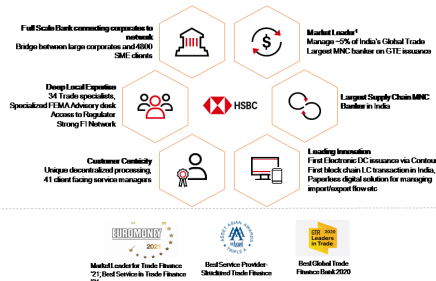 Full Scale Bank connecting corporates to
network
Bridge between large corporates and 4800
SME clients
Market Leader¹
Manage ~5% of India's Global Trade
Largest MNC banker on GTE issuance
Deep Local Expertise
34 Trade specialists,
Specialized FEMA Advisory desk
Access to Regulator
Strong FI Network
HSBC
Largest Supply Chain MNC
Banker in India
Customer Centricity
Unique decentralized processing,
41 client facing service managers
Leading Innovation
First Electronic DC issuance via Contour
First block chain LC transaction in India,
Paperless digital solution for managing
import/export flow etc
EUROMONEY
2021
ASSET ASIAN AWARDS
TRIPLE A
GTR 2020
Leaders
in Trade
Market Leader for Trade Finance
'21; Best Service in Trade Finance
Best Service Provider-
Structured Trade Finance
Best Global Trade
Finance Bank 2020